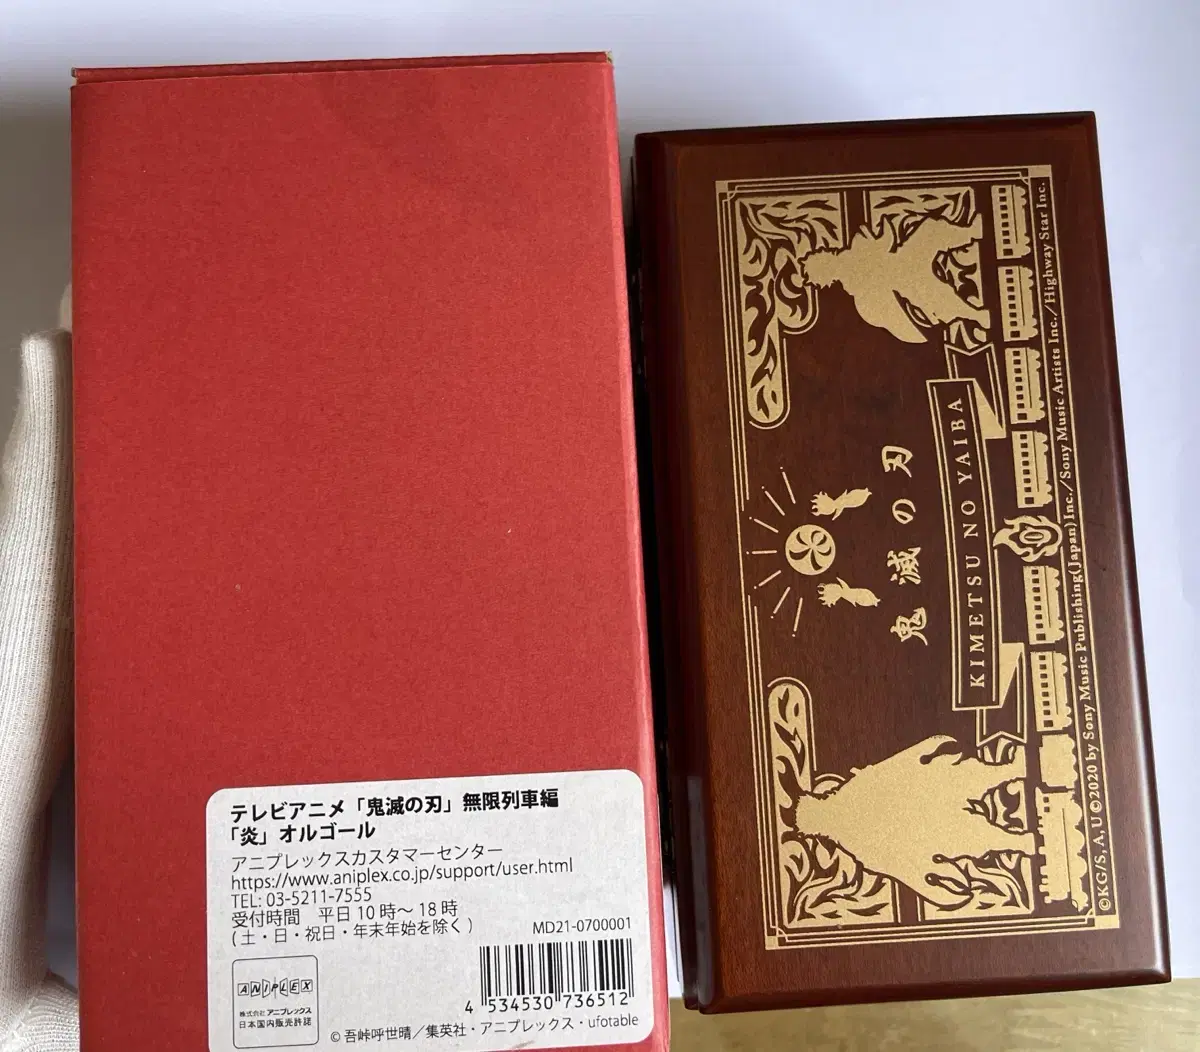 テレビアニメ「鬼滅の刃」無限列車編
「炎」オルゴール
アニプレックスカスタマーセンター
https://www.aniplex.co.jp/support/user.html
TEL: 03-5211-7555
受付時間　平日 10 時～ 18 時
( 土・日・祝日・年末年始を除く )
MD21-0700001
ANIPLEX
株式会社 アニプレックス
日本国内販売許諾
4 534530 736512
© 吾峠呼世晴／集英社・アニプレックス・ufotable
鬼滅の刃
KIMETSU NO YAIBA
©KG/S, A, U ©2020 by Sony Music Publishing(Japan) Inc.／Sony Music Artists Inc.／Highway Star Inc.